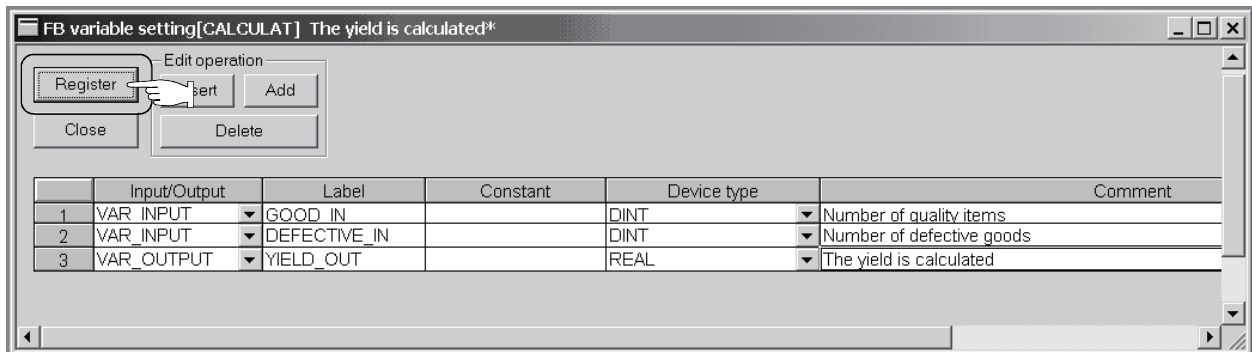 FB variable setting[CALCULAT] The yield is calculated*
Edit operation
Register sert Add
Close Delete
Input/Output Label Constant Device type Comment
1 VAR_INPUT GOOD_IN DINT Number of quality items
2 VAR_INPUT DEFECTIVE_IN DINT Number of defective goods
3 VAR_OUTPUT YIELD_OUT REAL The yield is calculated